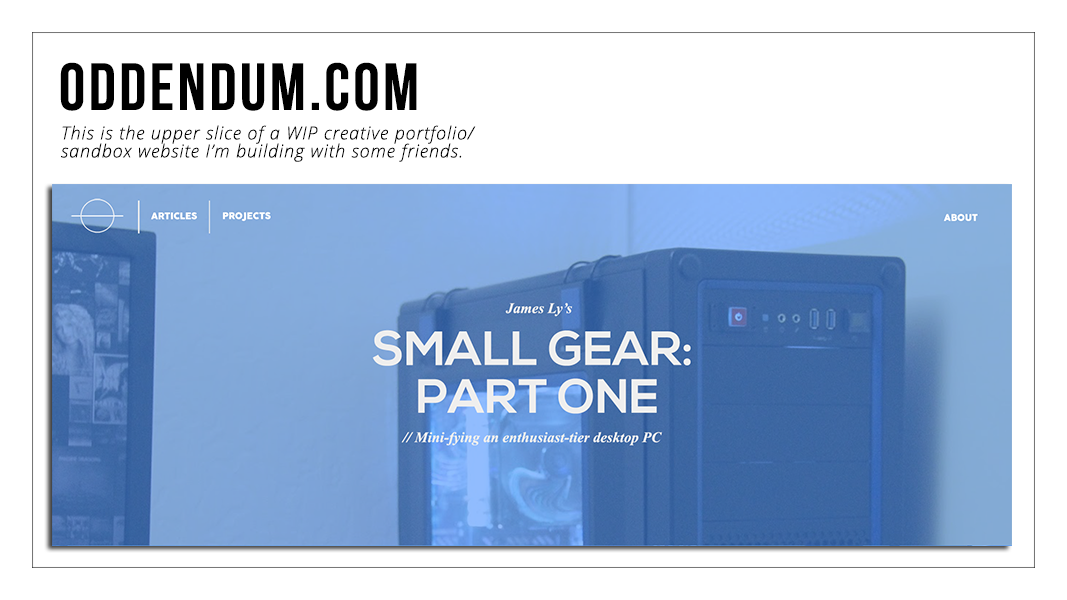 ODDENDUM.COM
This is the upper slice of a WIP creative portfolio/
sandbox website I'm building with some friends.
ARTICLES PROJECTS ABOUT
James Ly's
SMALL GEAR:
PART ONE
// Mini-fying an enthusiast-tier desktop PC